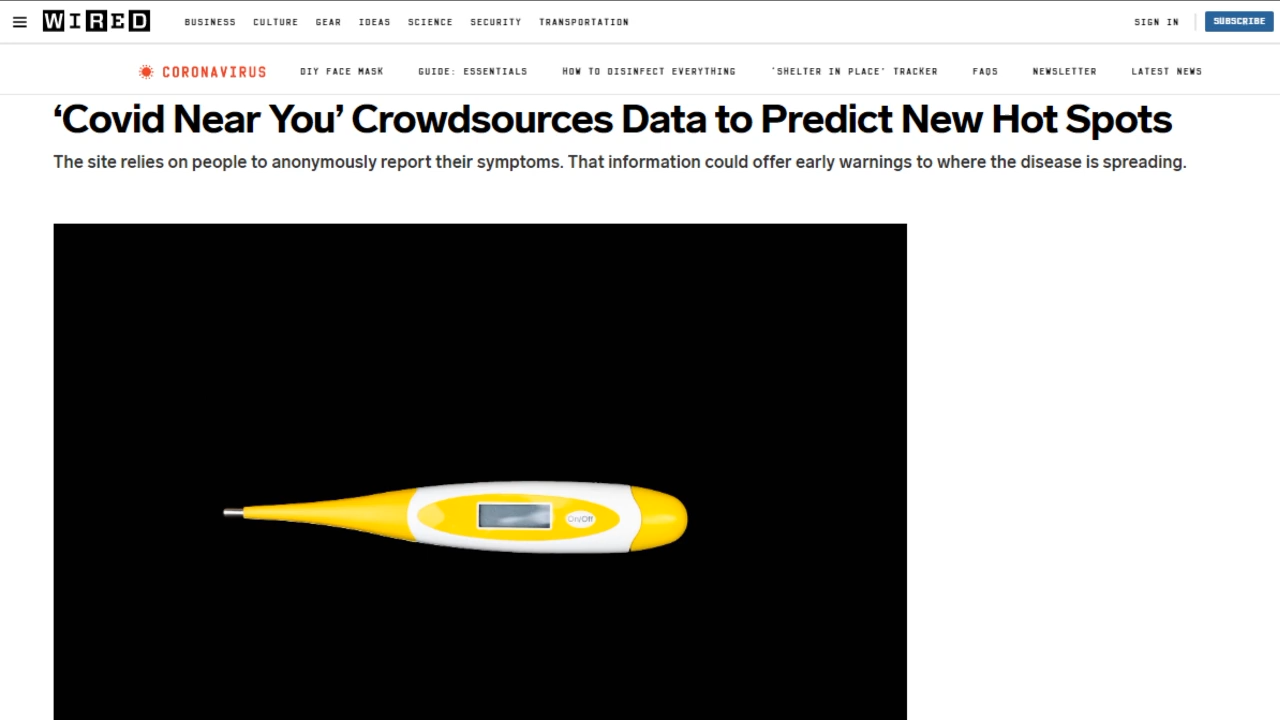 WIRED
BUSINESS CULTURE GEAR IDEAS SCIENCE SECURITY TRANSPORTATION
SIGN IN
SUBSCRIBE
CORONAVIRUS
DIY FACE MASK GUIDE: ESSENTIALS HOW TO DISINFECT EVERYTHING 'SHELTER IN PLACE' TRACKER FAQS NEWSLETTER LATEST NEWS
‘Covid Near You’ Crowdsources Data to Predict New Hot Spots
The site relies on people to anonymously report their symptoms. That information could offer early warnings to where the disease is spreading.
On/Off